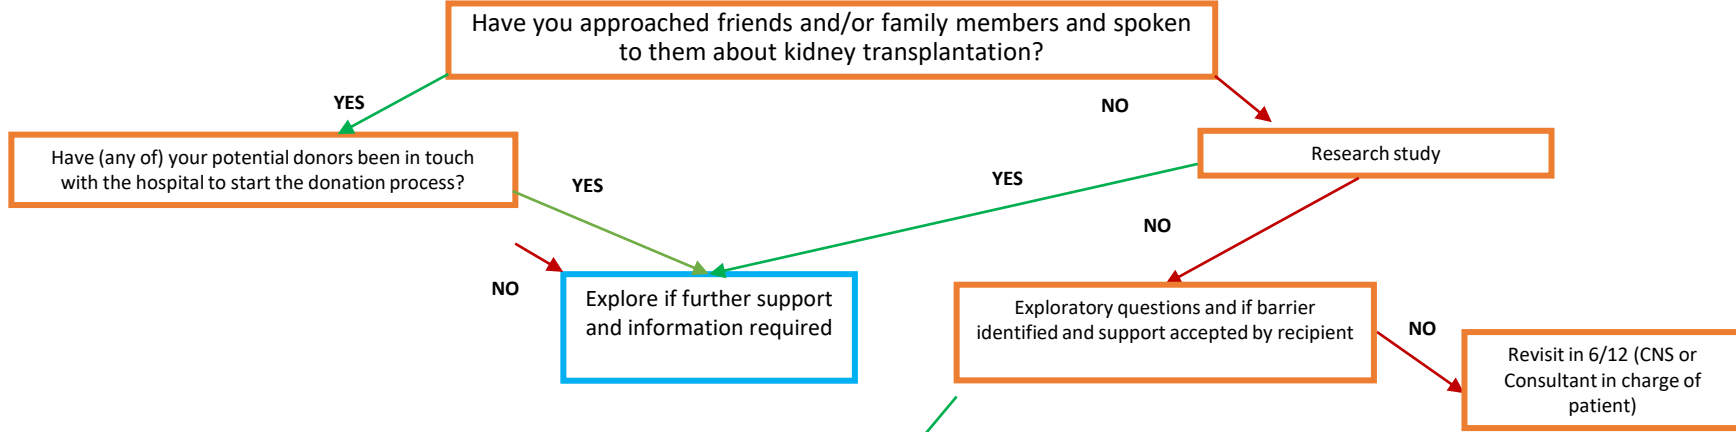 Have you approached friends and/or family members and spoken
to them about kidney transplantation?
YES
NO
Have (any of) your potential donors been in touch
with the hospital to start the donation process?
Research study
YES
YES
NO
NO
Explore if further support
and information required
Exploratory questions and if barrier
identified and support accepted by recipient
NO
Revisit in 6/12 (CNS or
Consultant in charge of
patient)